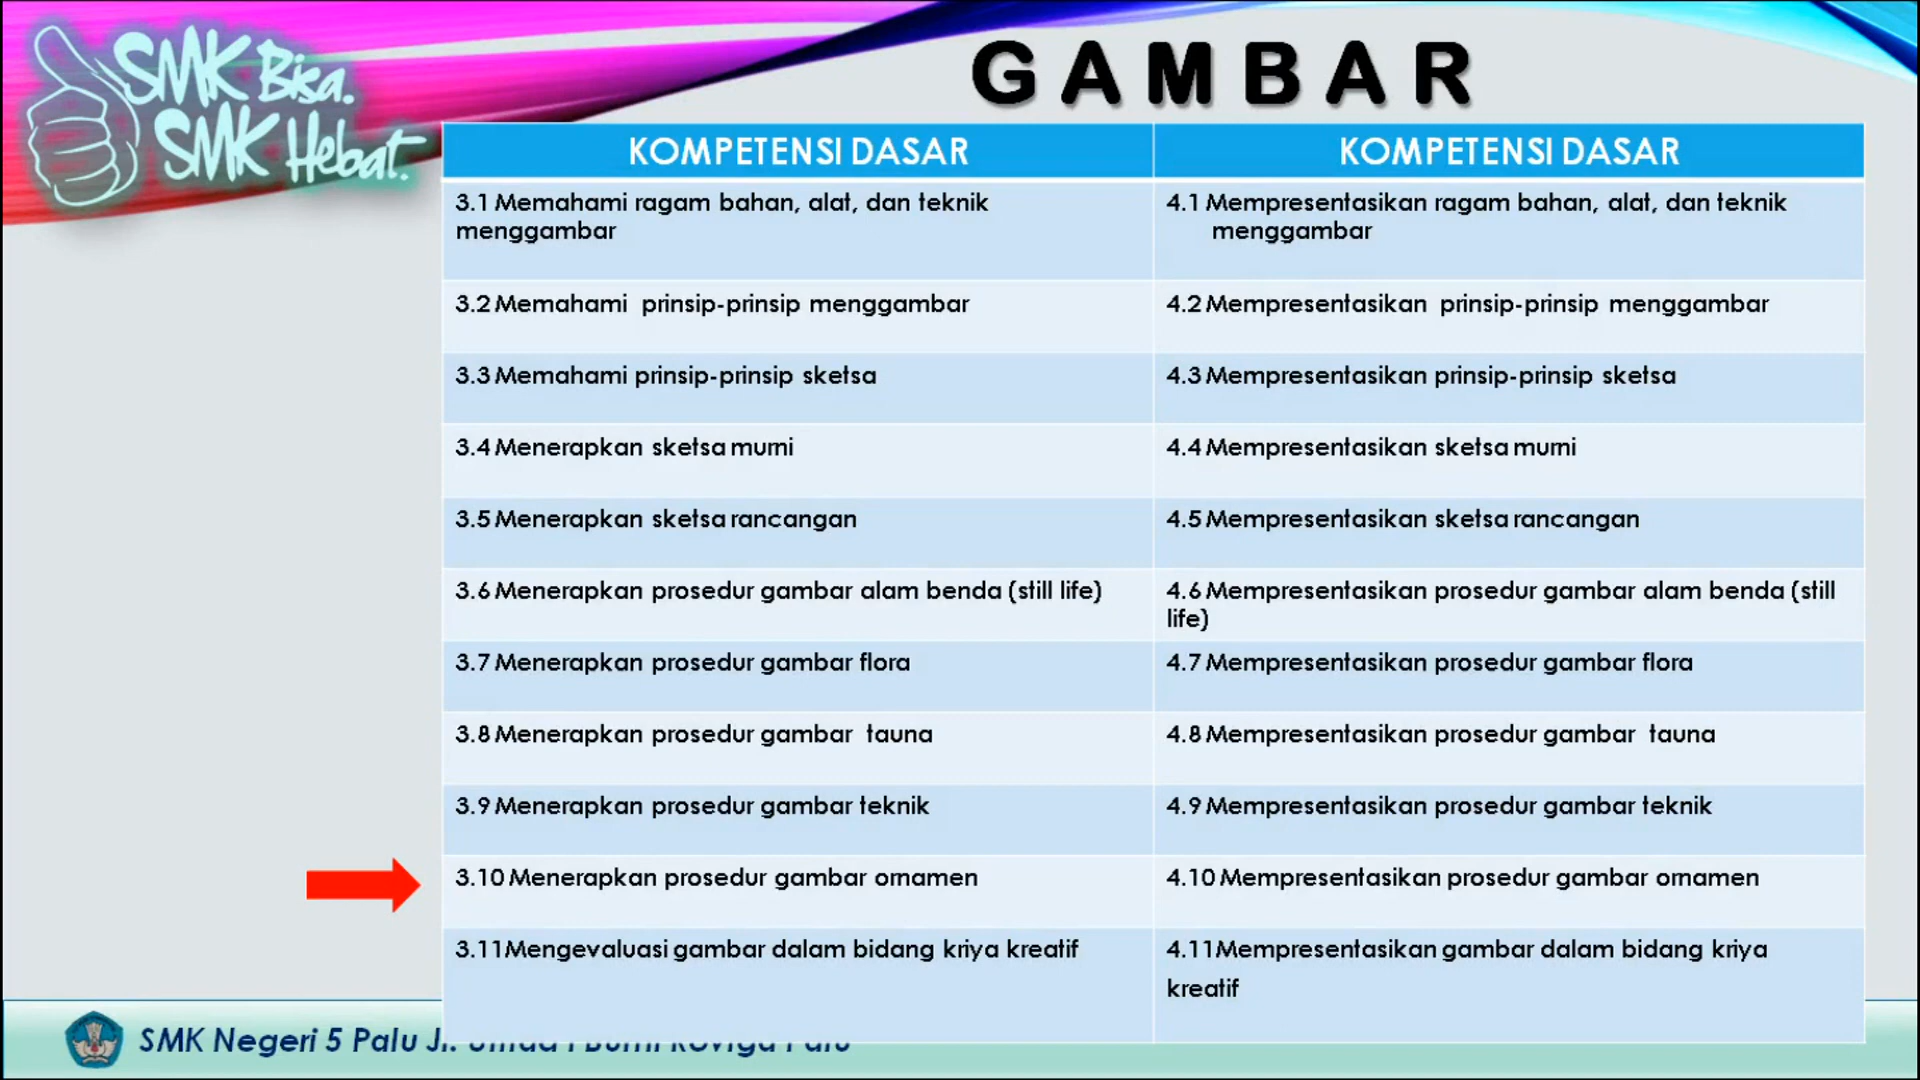 SMK Bisa.
SMK Hebat.
GAMBAR
KOMPETENSI DASAR
KOMPETENSI DASAR
3.1 Memahami ragam bahan, alat, dan teknik
menggambar
4.1 Mempresentasikan ragam bahan, alat, dan teknik
menggambar
3.2 Memahami prinsip-prinsip menggambar
4.2 Mempresentasikan prinsip-prinsip menggambar
3.3 Memahami prinsip-prinsip sketsa
4.3 Mempresentasikan prinsip-prinsip sketsa
3.4 Menerapkan sketsa murni
4.4 Mempresentasikan sketsa murni
3.5 Menerapkan sketsa rancangan
4.5 Mempresentasikan sketsa rancangan
3.6 Menerapkan prosedur gambar alam benda (still life)
4.6 Mempresentasikan prosedur gambar alam benda (still
life)
3.7 Menerapkan prosedur gambar flora
4.7 Mempresentasikan prosedur gambar flora
3.8 Menerapkan prosedur gambar fauna
4.8 Mempresentasikan prosedur gambar fauna
3.9 Menerapkan prosedur gambar teknik
4.9 Mempresentasikan prosedur gambar teknik
3.10 Menerapkan prosedur gambar ornamen
4.10 Mempresentasikan prosedur gambar ornamen
3.11 Mengevaluasi gambar dalam bidang kriya kreatif
4.11 Mempresentasikan gambar dalam bidang kriya
kreatif
SMK Negeri 5 Palu Jl.